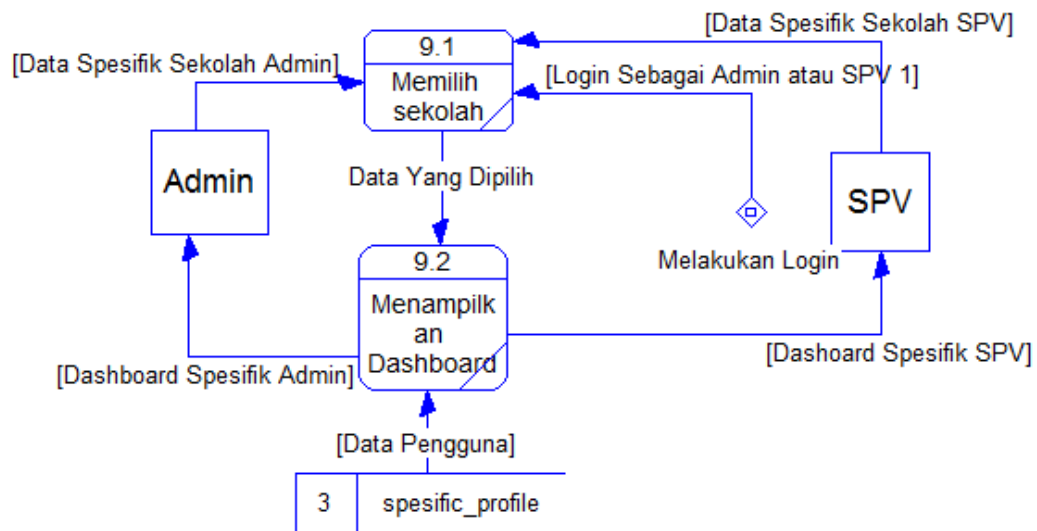 [Data Spesifik Sekolah SPV]
9.1
[Data Spesifik Sekolah Admin]
Memilih
sekolah
[Login Sebagai Admin atau SPV 1]
Admin
Data Yang Dipilih
SPV
Melakukan Login
9.2
Menampilk
an
Dashboard
[Dashoard Spesifik SPV]
[Dashboard Spesifik Admin]
[Data Pengguna]
3
spesific_profile